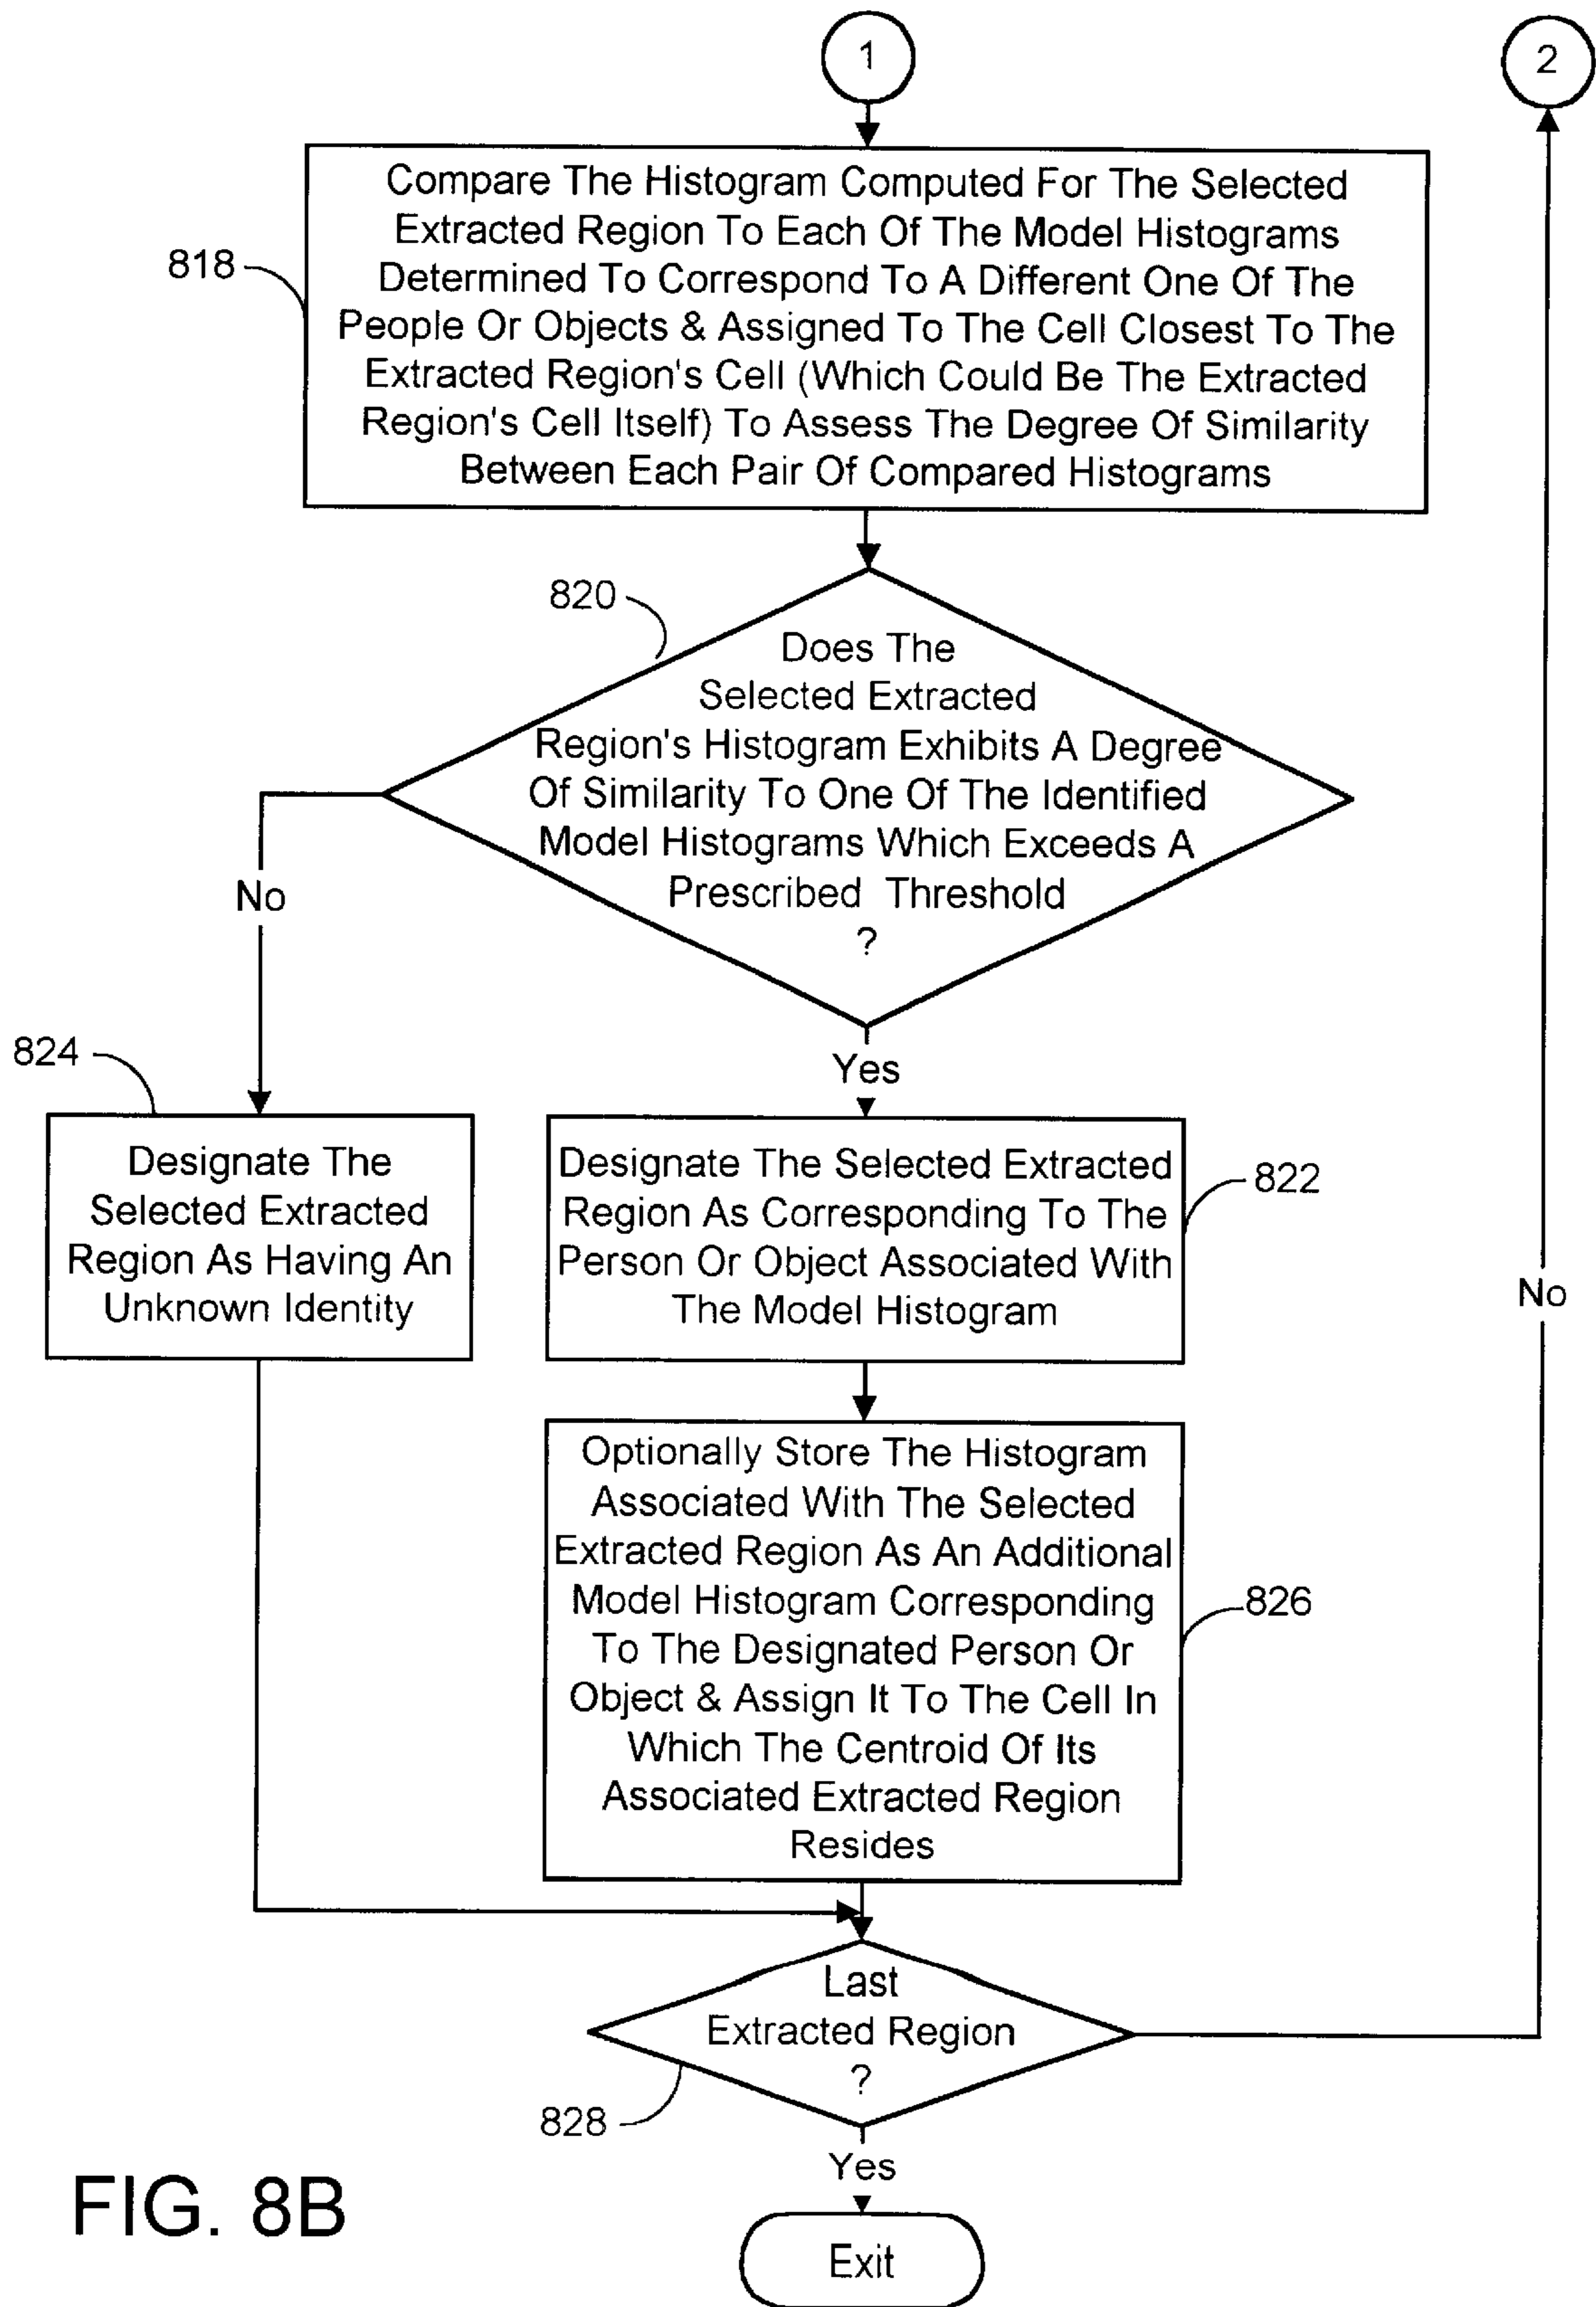 1
2
Compare The Histogram Computed For The Selected
Extracted Region To Each Of The Model Histograms
Determined To Correspond To A Different One Of The
People Or Objects & Assigned To The Cell Closest To The
Extracted Region's Cell (Which Could Be The Extracted
Region's Cell Itself) To Assess The Degree Of Similarity
Between Each Pair Of Compared Histograms
818
820
Does The
Selected Extracted
Region's Histogram Exhibits A Degree
Of Similarity To One Of The Identified
Model Histograms Which Exceeds A
Prescribed Threshold
?
No
Yes
824
Designate The
Selected Extracted
Region As Having An
Unknown Identity
Designate The Selected Extracted
Region As Corresponding To The
Person Or Object Associated With
The Model Histogram
822
No
Optionally Store The Histogram
Associated With The Selected
Extracted Region As An Additional
Model Histogram Corresponding
To The Designated Person Or
Object & Assign It To The Cell In
Which The Centroid Of Its
Associated Extracted Region
Resides
826
Last
Extracted Region
?
828
Yes
Exit
FIG. 8B